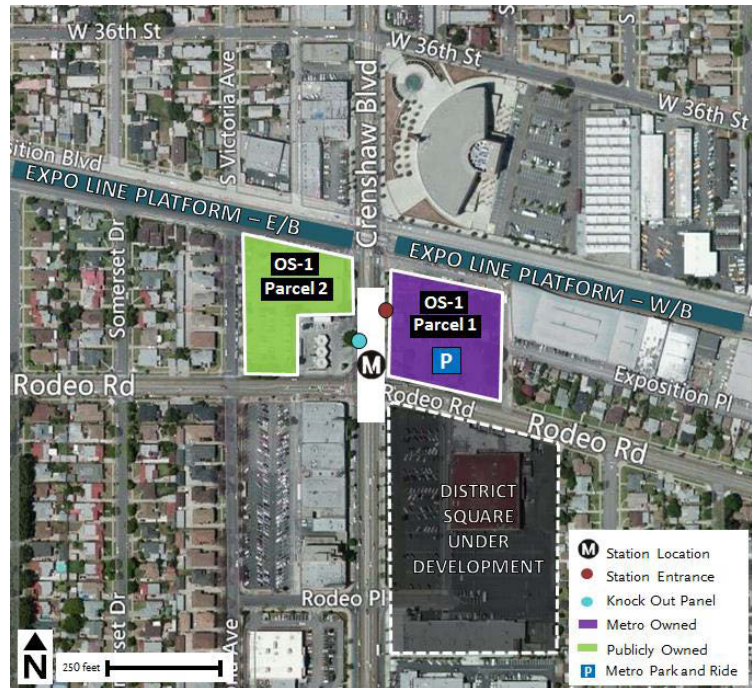 W 36th St
S Victoria Ave
Crenshaw Blvd
W 36th St
W 36th St
S
S
sition Blvd
EXPO LINE PLATFORM – E/B
EXPO LINE PLATFORM – W/B
Somerset Dr
OS-1
Parcel 2
OS-1
Parcel 1
P
M
Rodeo Rd
Rodeo Rd
Rodeo Rd
Exposition Pl
DISTRICT
SQUARE
UNDER
DEVELOPMENT
Rodeo Pl
erset Dr
ia Ave
N
250 feet
M Station Location
Station Entrance
Knock Out Panel
Metro Owned
Publicly Owned
P Metro Park and Ride